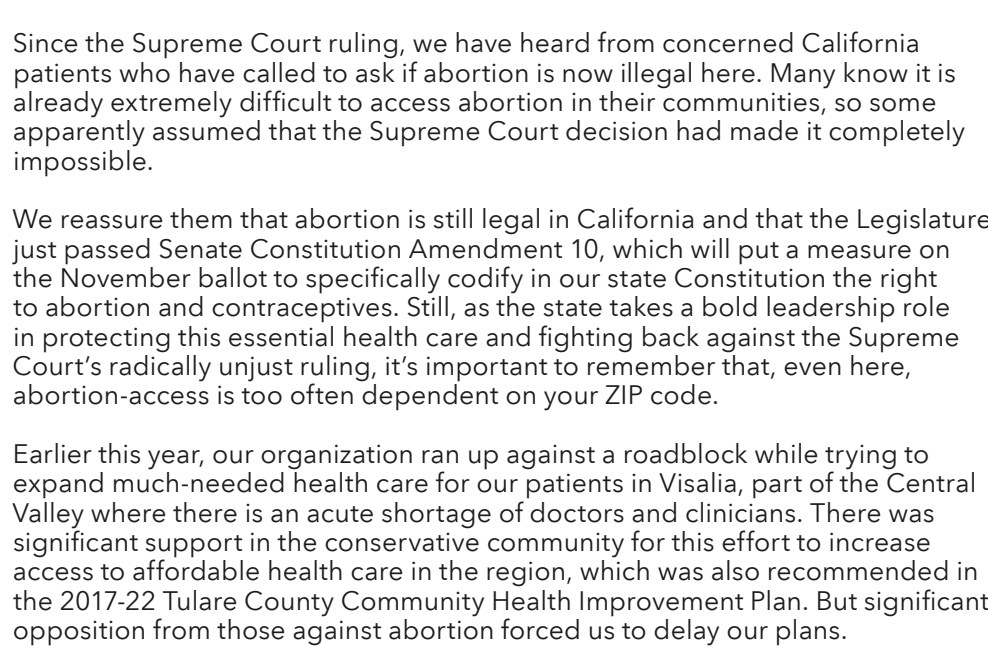 Since the Supreme Court ruling, we have heard from concerned California
patients who have called to ask if abortion is now illegal here. Many know it is
already extremely difficult to access abortion in their communities, so some
apparently assumed that the Supreme Court decision had made it completely
impossible.
We reassure them that abortion is still legal in California and that the Legislature
just passed Senate Constitution Amendment 10, which will put a measure on
the November ballot to specifically codify in our state Constitution the right
to abortion and contraceptives. Still, as the state takes a bold leadership role
in protecting this essential health care and fighting back against the Supreme
Court’s radically unjust ruling, it’s important to remember that, even here,
abortion-access is too often dependent on your ZIP code.
Earlier this year, our organization ran up against a roadblock while trying to
expand much-needed health care for our patients in Visalia, part of the Central
Valley where there is an acute shortage of doctors and clinicians. There was
significant support in the conservative community for this effort to increase
access to affordable health care in the region, which was also recommended in
the 2017-22 Tulare County Community Health Improvement Plan. But significant
opposition from those against abortion forced us to delay our plans.